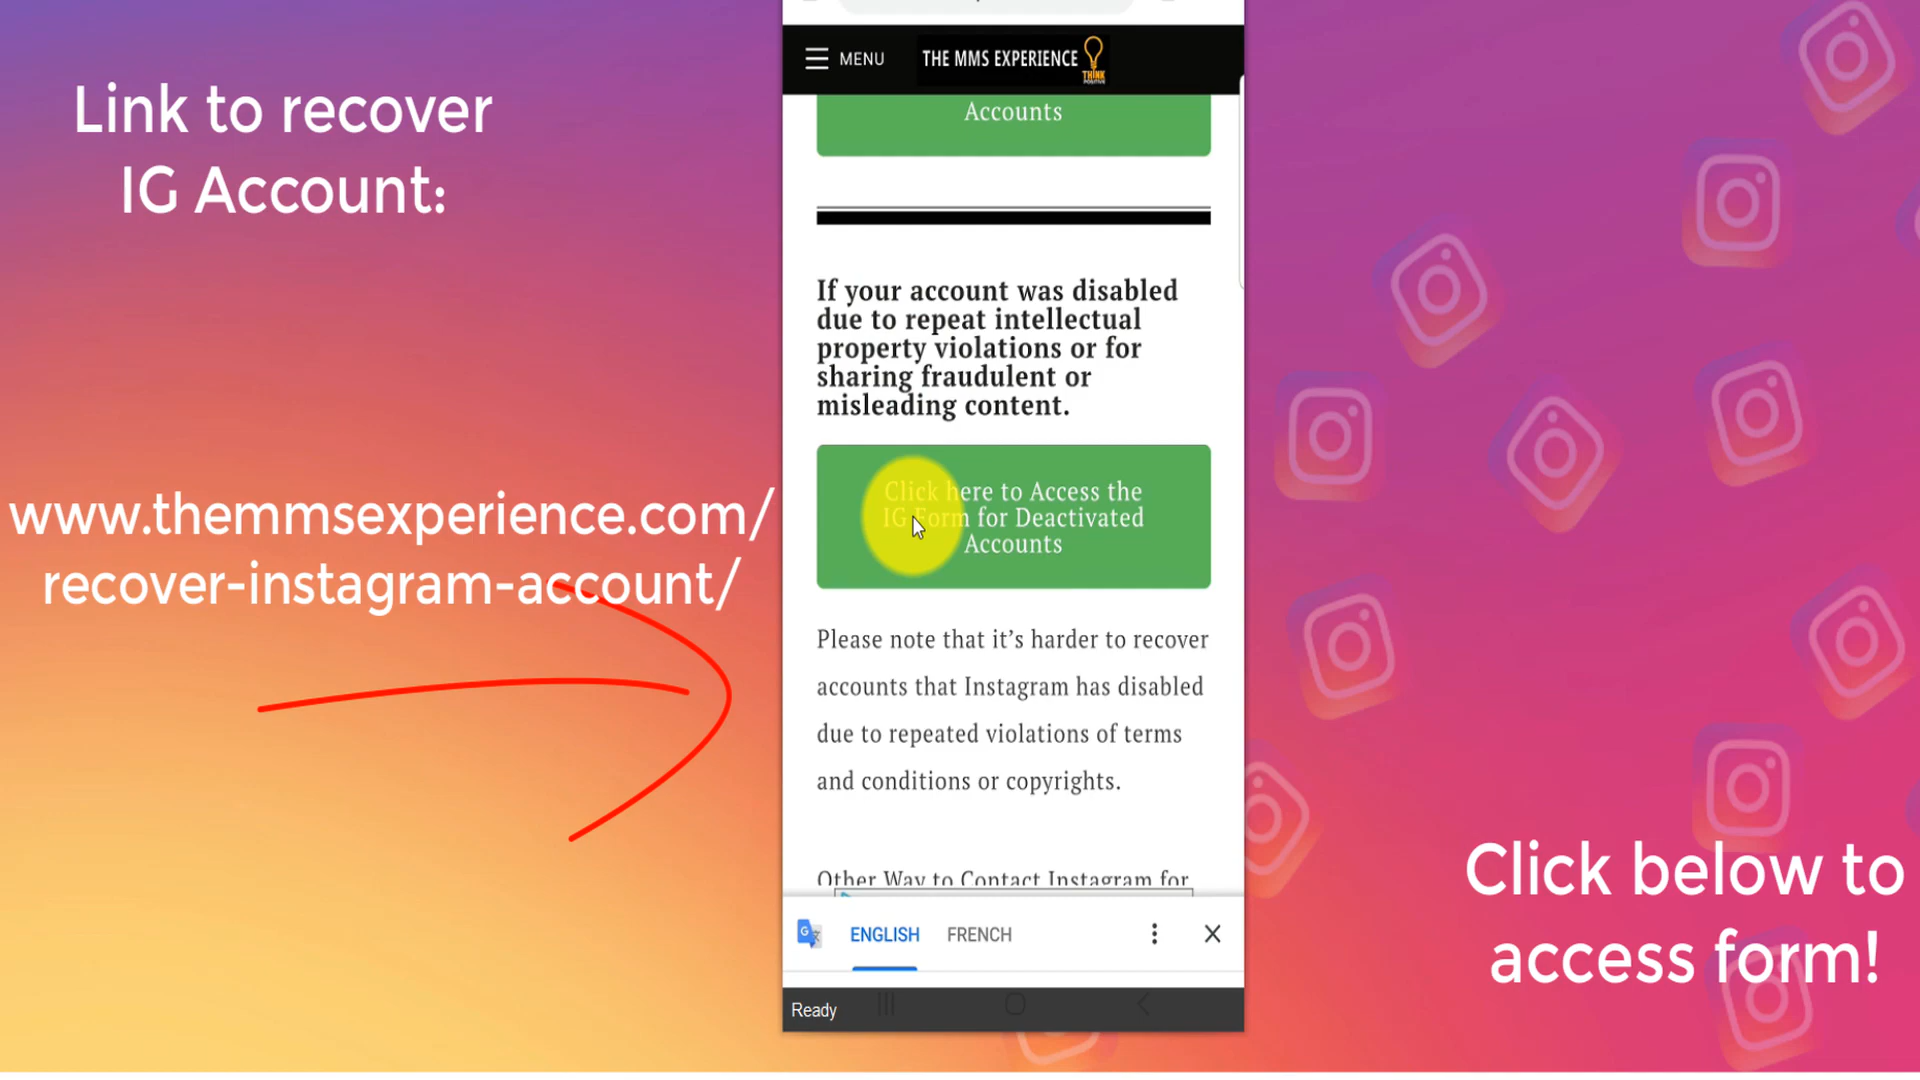 Link to recover
IG Account:
www.themmsexperience.com/
recover-instagram-account/
MENU
THE MMS EXPERIENCE
THINK
POSITIVE
Accounts
If your account was disabled
due to repeat intellectual
property violations or for
sharing fraudulent or
misleading content.
Click here to Access the
IG Form for Deactivated
Accounts
Please note that it's harder to recover
accounts that Instagram has disabled
due to repeated violations of terms
and conditions or copyrights.
Other Way to Contact Instagram for
ENGLISH
FRENCH
Ready
Click below to
access form!